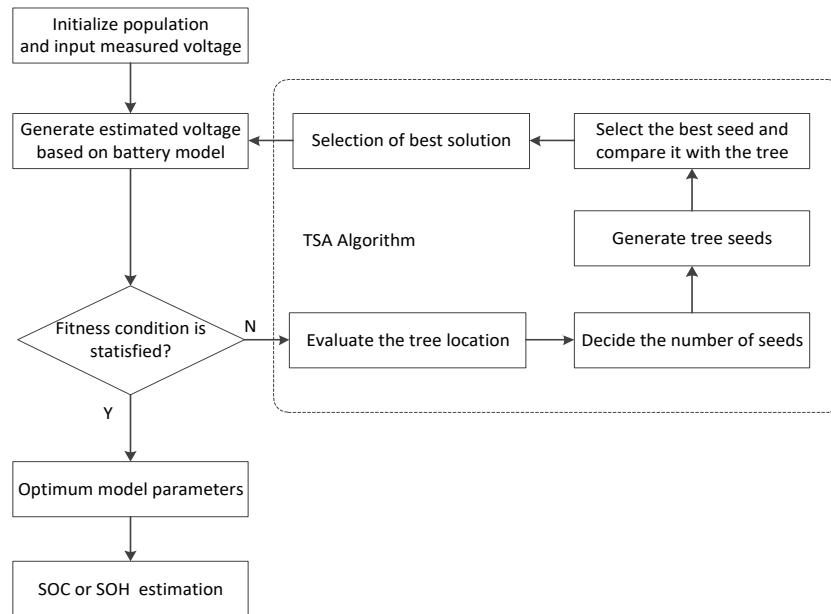 Initialize population
and input measured voltage
Generate estimated voltage
based on battery model
Selection of best solution
Select the best seed and
compare it with the tree
TSA Algorithm
Generate tree seeds
Fitness condition is
statisfied?
N
Evaluate the tree location
Decide the number of seeds
Y
Optimum model parameters
SOC or SOH estimation